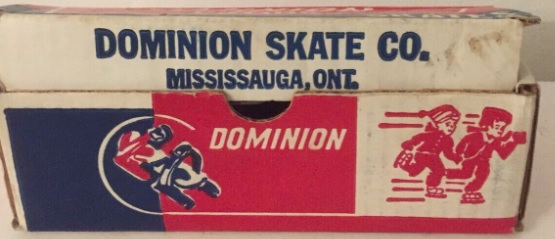 DOMINION SKATE CO.
MISSISSAUGA, ONT.
DOMINION